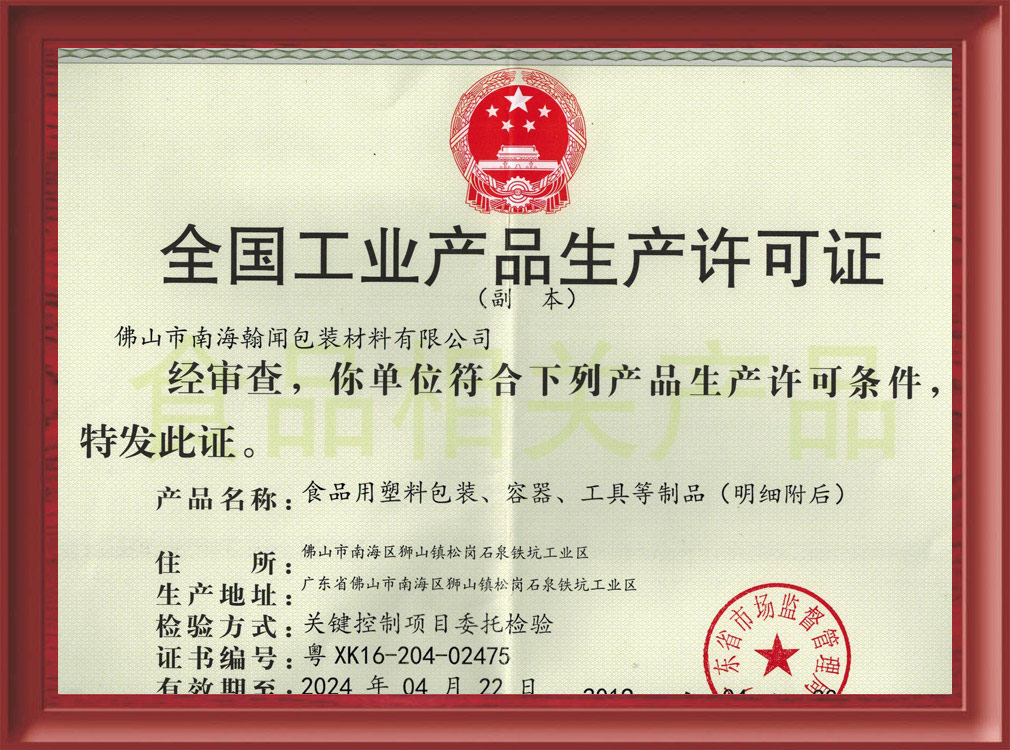 全国工业产品生产许可证
（副 本）
佛山市南海翰闻包装材料有限公司
食品相关产品
经审查，你单位符合下列产品生产许可条件，
特发此证。
产品名称：食品用塑料包装、容器、工具等制品（明细附后）
住 所：佛山市南海区狮山镇松岗石泉铁坑工业区
生产地址：广东省佛山市南海区狮山镇松岗石泉铁坑工业区
检验方式：关键控制项目委托检验
证书编号：粤 XK16-204-02475
有效期至：2024 年 04 月 22 日
东省市场监督管理局